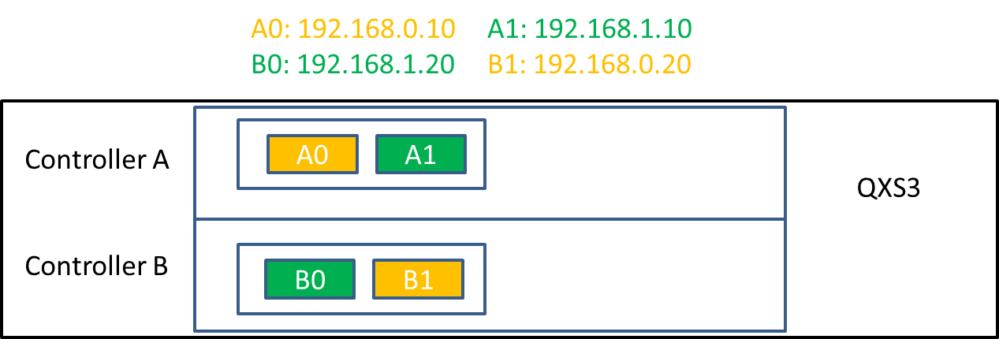 A0: 192.168.0.10 A1: 192.168.1.10
B0: 192.168.1.20 B1: 192.168.0.20
Controller A
A0 A1
QXS3
Controller B
B0 B1